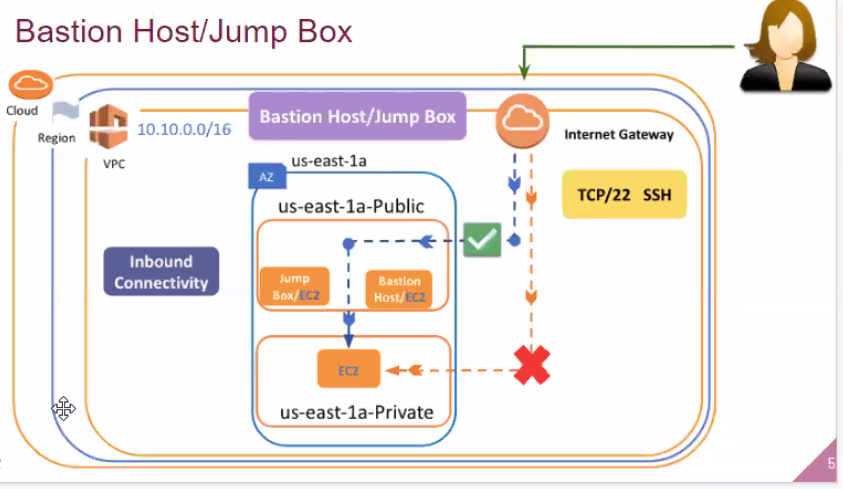 Bastion Host/Jump Box
Cloud
Region
VPC
10.10.0.0/16
Bastion Host/Jump Box
Internet Gateway
us-east-1a
AZ
TCP/22 SSH
us-east-1a-Public
Inbound
Connectivity
Jump
Box/EC2
Bastion
Host/EC2
EC2
us-east-1a-Private
5